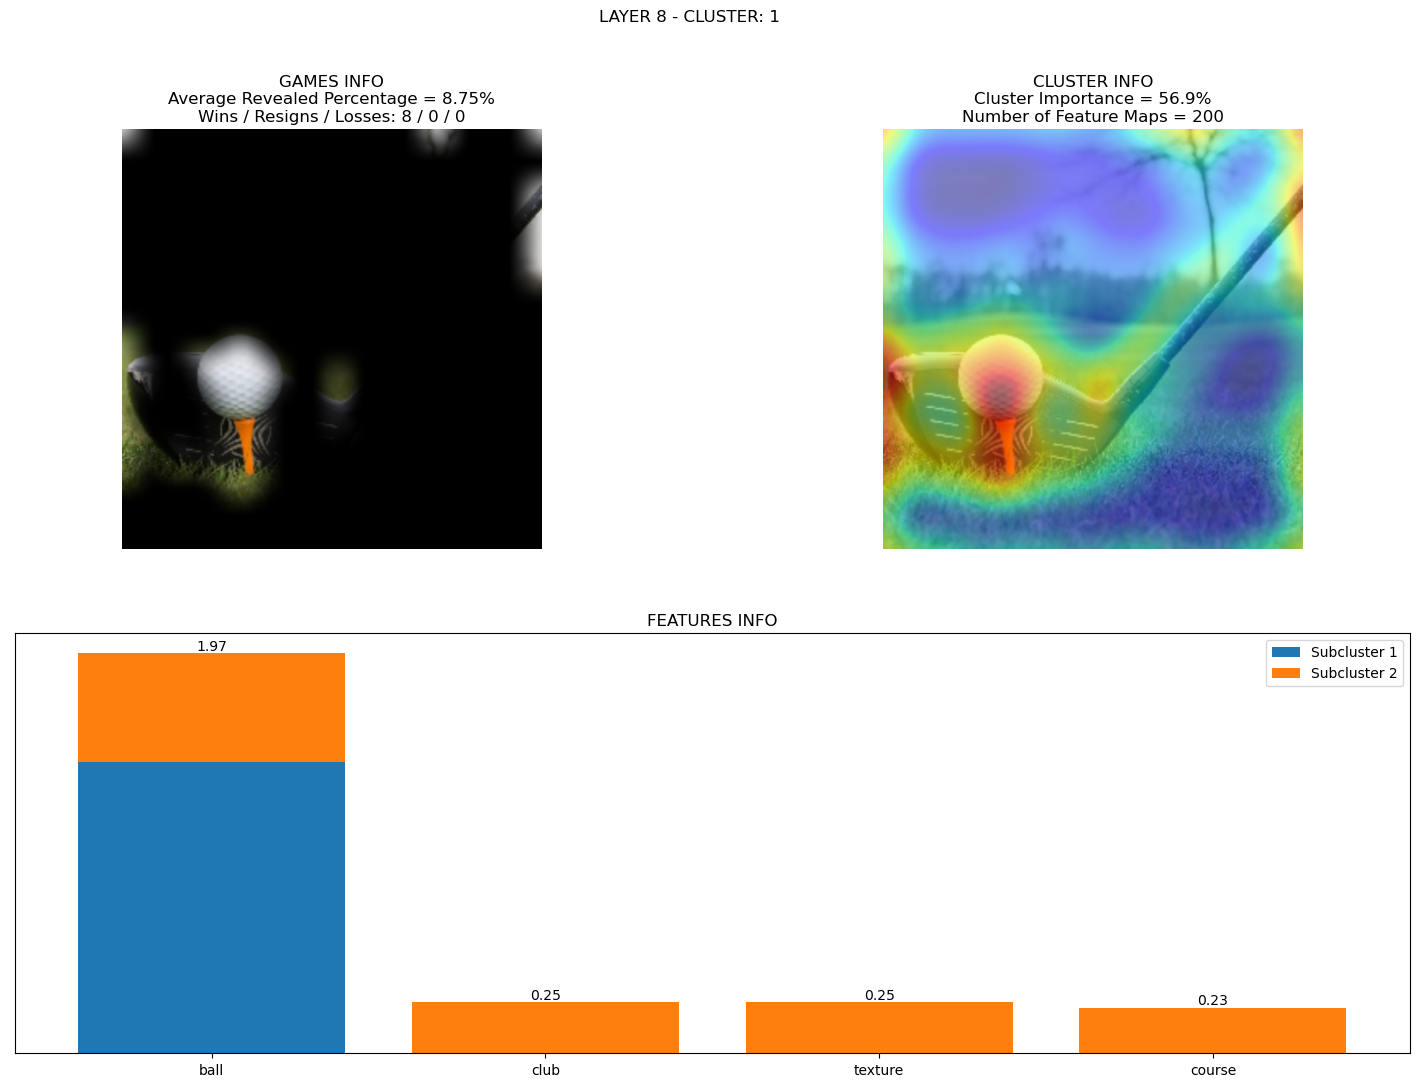 LAYER 8 - CLUSTER: 1
GAMES INFO
Average Revealed Percentage = 8.75%
Wins / Resigns / Losses: 8 / 0 / 0
CLUSTER INFO
Cluster Importance = 56.9%
Number of Feature Maps = 200
FEATURES INFO
1.97
Subcluster 1
Subcluster 2
0.25
0.25
0.23
ball
club
texture
course